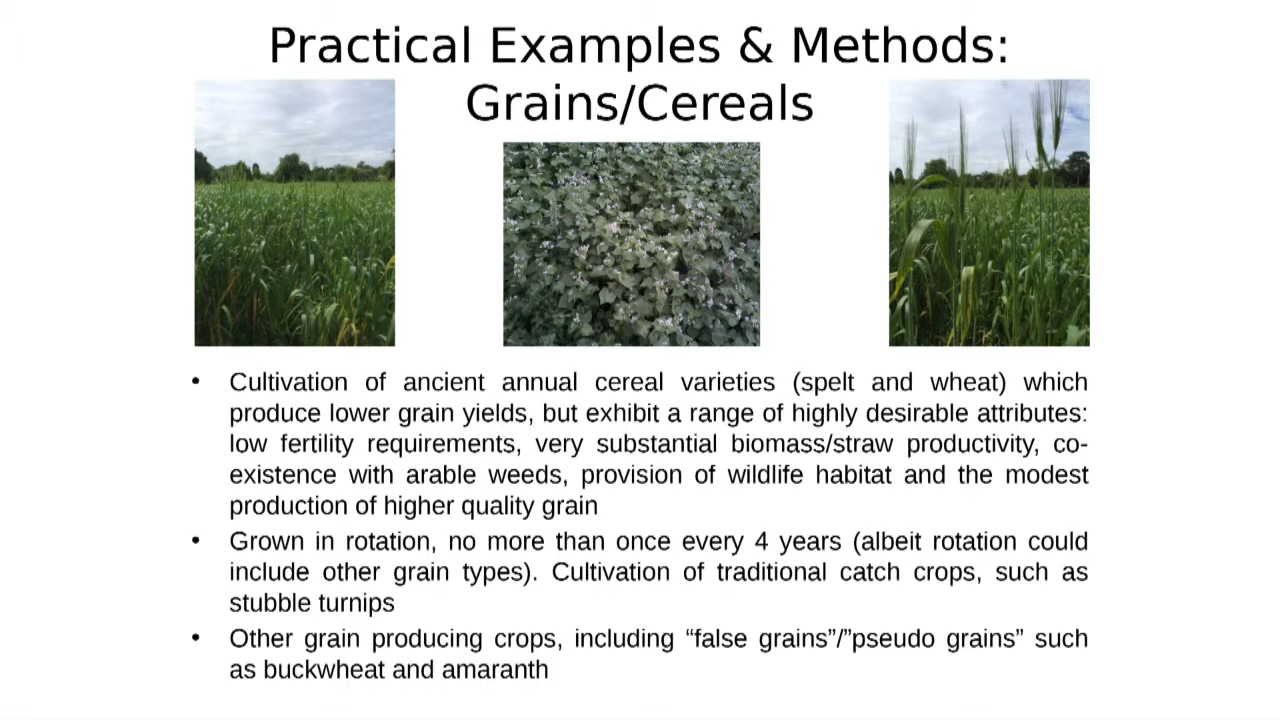 Practical Examples & Methods:
Grains/Cereals
• Cultivation of ancient annual cereal varieties (spelt and wheat) which
produce lower grain yields, but exhibit a range of highly desirable attributes:
low fertility requirements, very substantial biomass/straw productivity, co-
existence with arable weeds, provision of wildlife habitat and the modest
production of higher quality grain
• Grown in rotation, no more than once every 4 years (albeit rotation could
include other grain types). Cultivation of traditional catch crops, such as
stubble turnips
• Other grain producing crops, including “false grains”/”pseudo grains” such
as buckwheat and amaranth